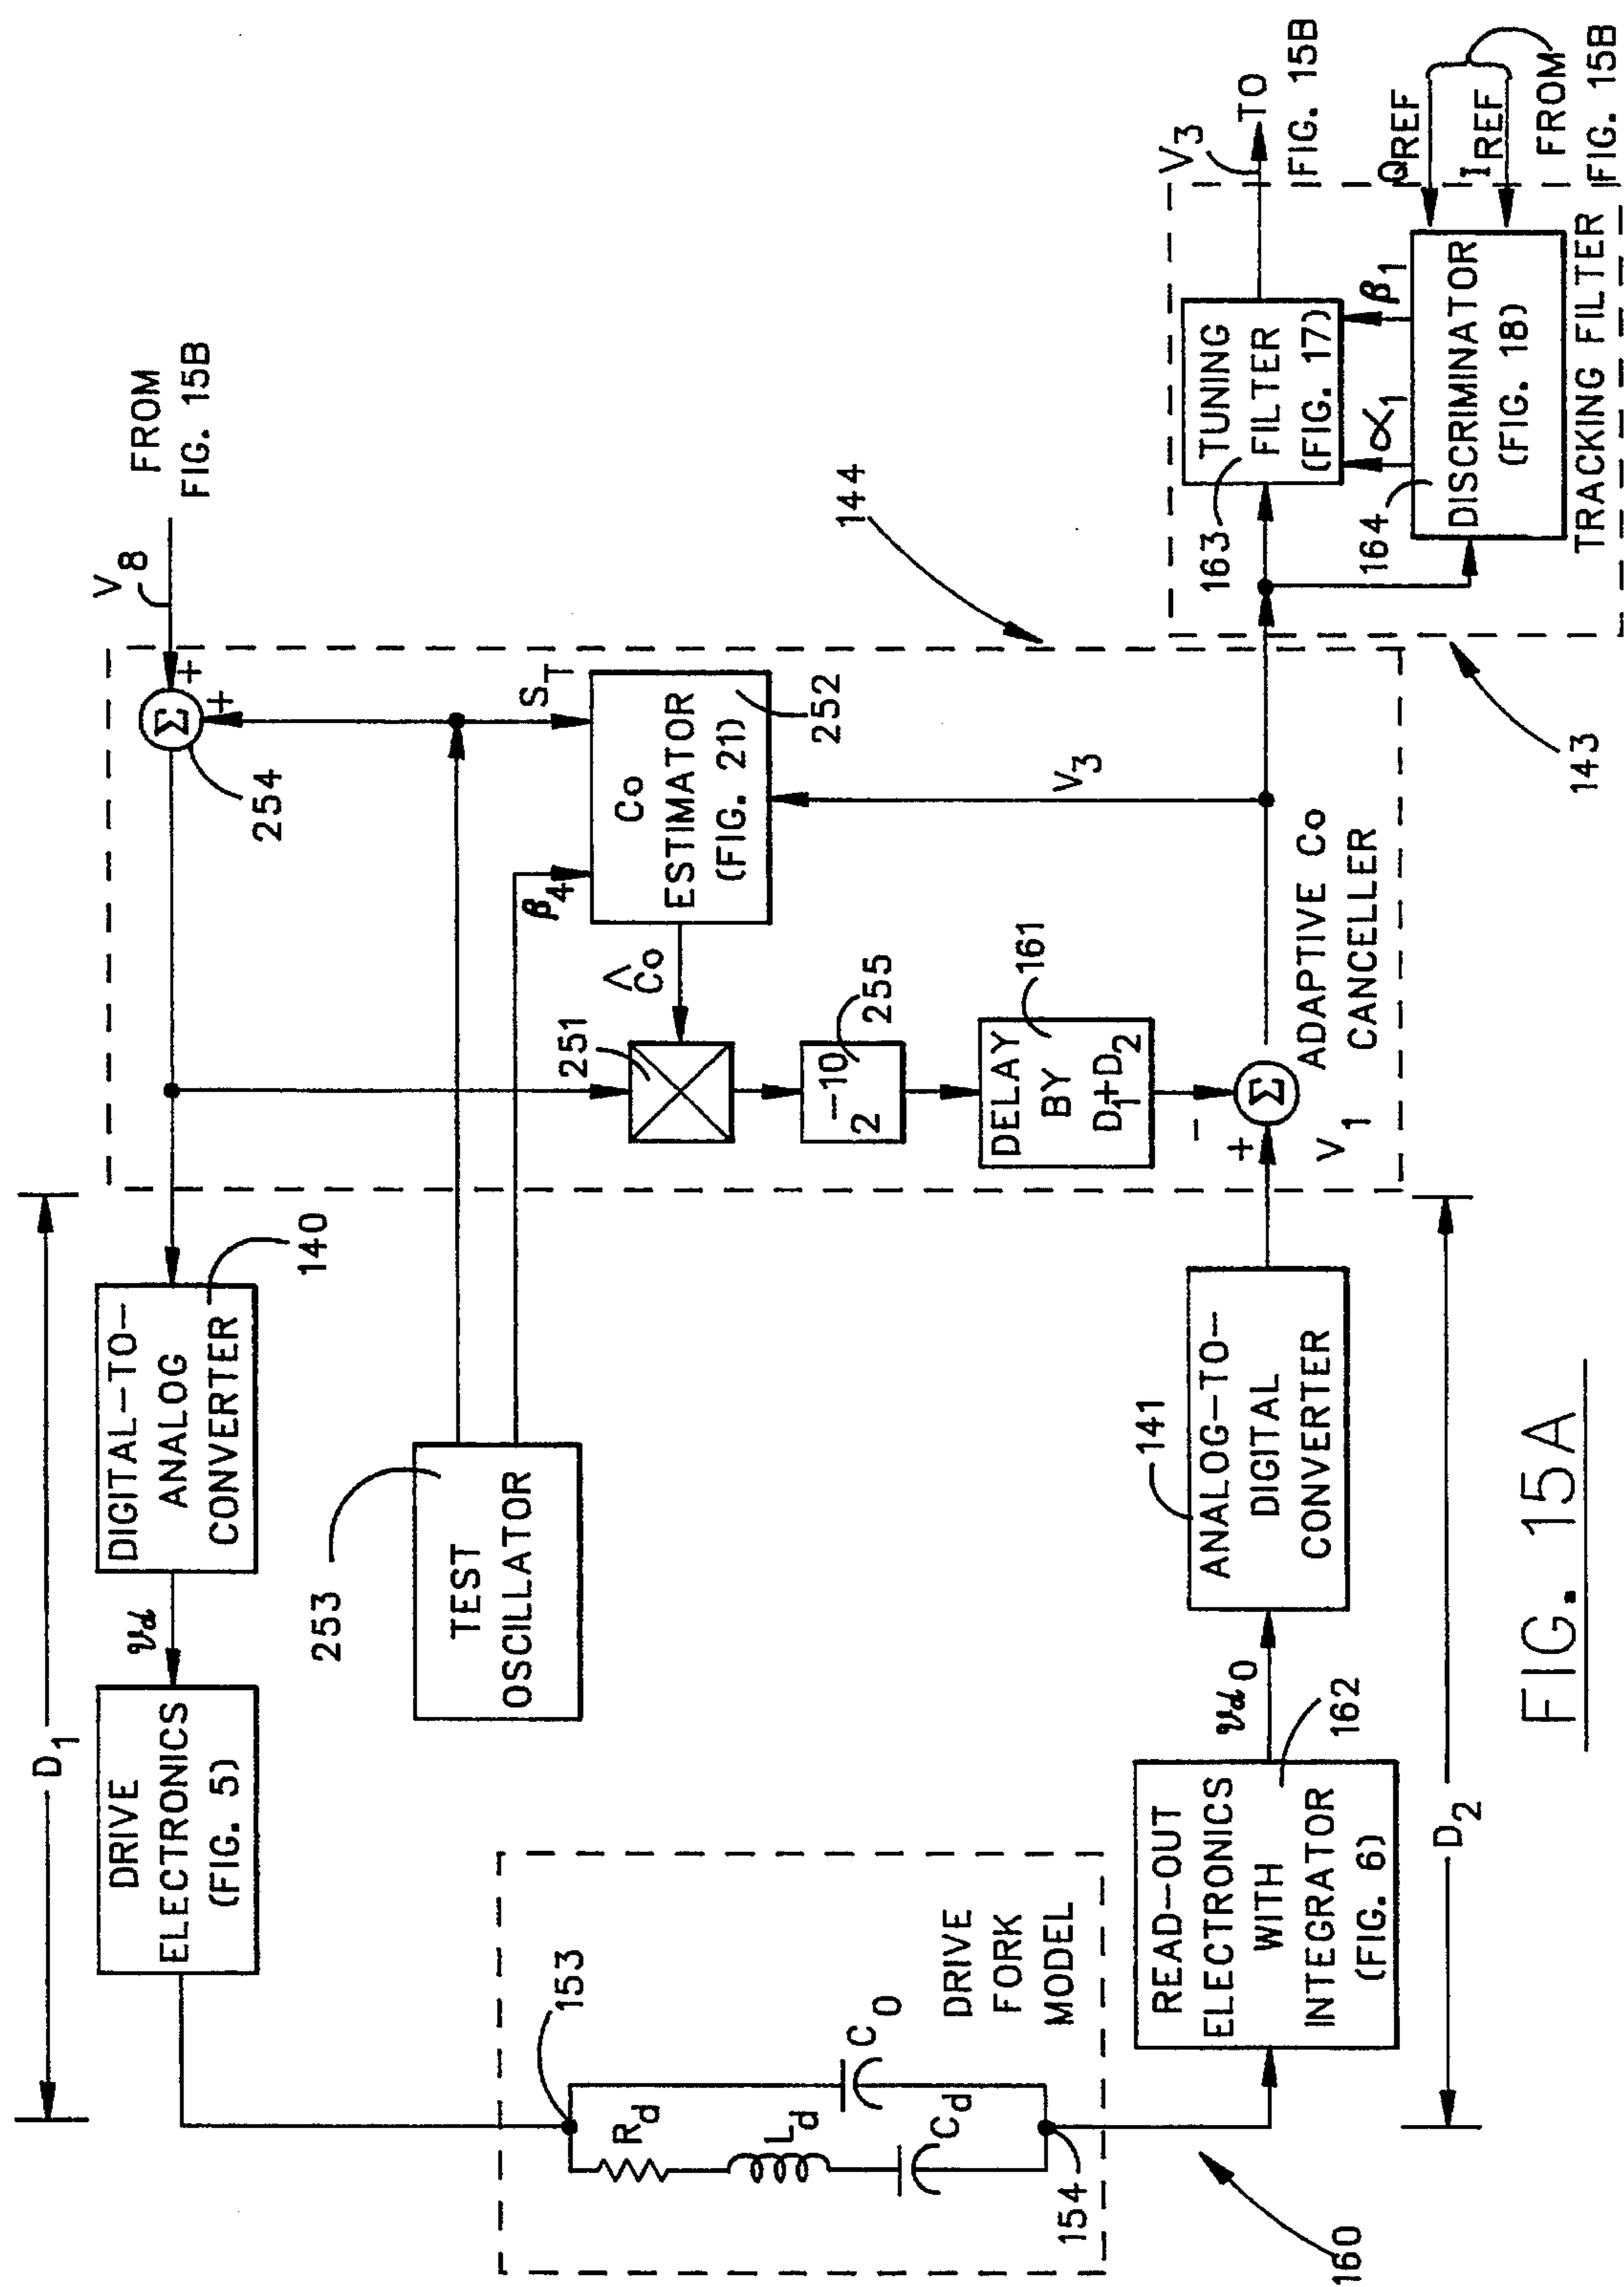 D1
DRIVE
ELECTRONICS
(FIG. 5)
vd
DIGITAL-TO-
ANALOG
CONVERTER
140
254
Σ
+
+
V8
FROM
FIG. 15B
253
TEST
OSCILLATOR
β4
ST
Co
ESTIMATOR
(FIG. 21)
252
Ĉo
251
2-10
255
DELAY
BY
D1+D2
161
V3
144
-
+
Σ
V1
ADAPTIVE Co
CANCELLER
153
Rd
Ld
Cd
C0
154
DRIVE
FORK
MODEL
160
READ-OUT
ELECTRONICS
WITH
INTEGRATOR
(FIG. 6)
162
vd0
141
ANALOG-TO-
DIGITAL
CONVERTER
D2
163
TUNING
FILTER
(FIG. 17)
V3
TO
FIG. 15B
α1
β1
164
DISCRIMINATOR
(FIG. 18)
QREF
IREF
FROM
FIG. 15B
TRACKING FILTER
143
FIG. 15A